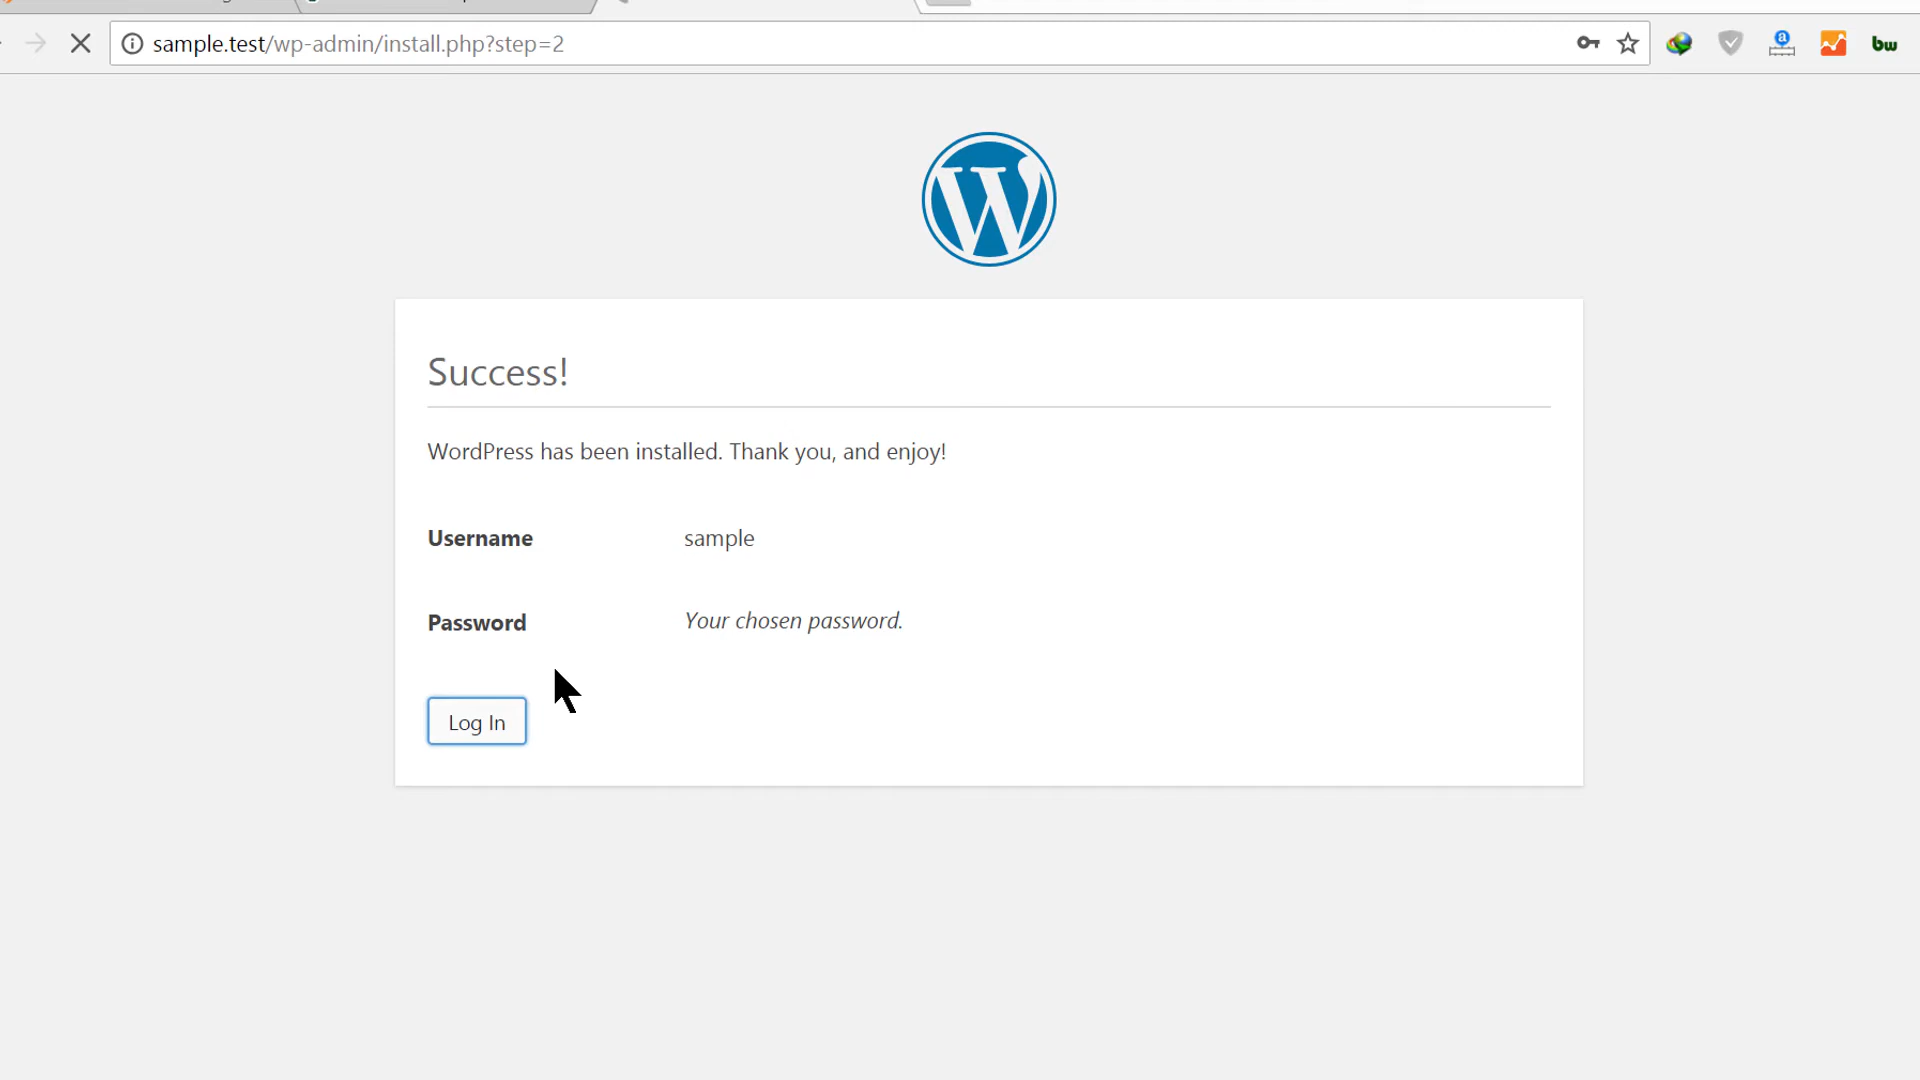 sample.test/wp-admin/install.php?step=2
a
bw
W
Success!
WordPress has been installed. Thank you, and enjoy!
Username sample
Password Your chosen password.
Log In